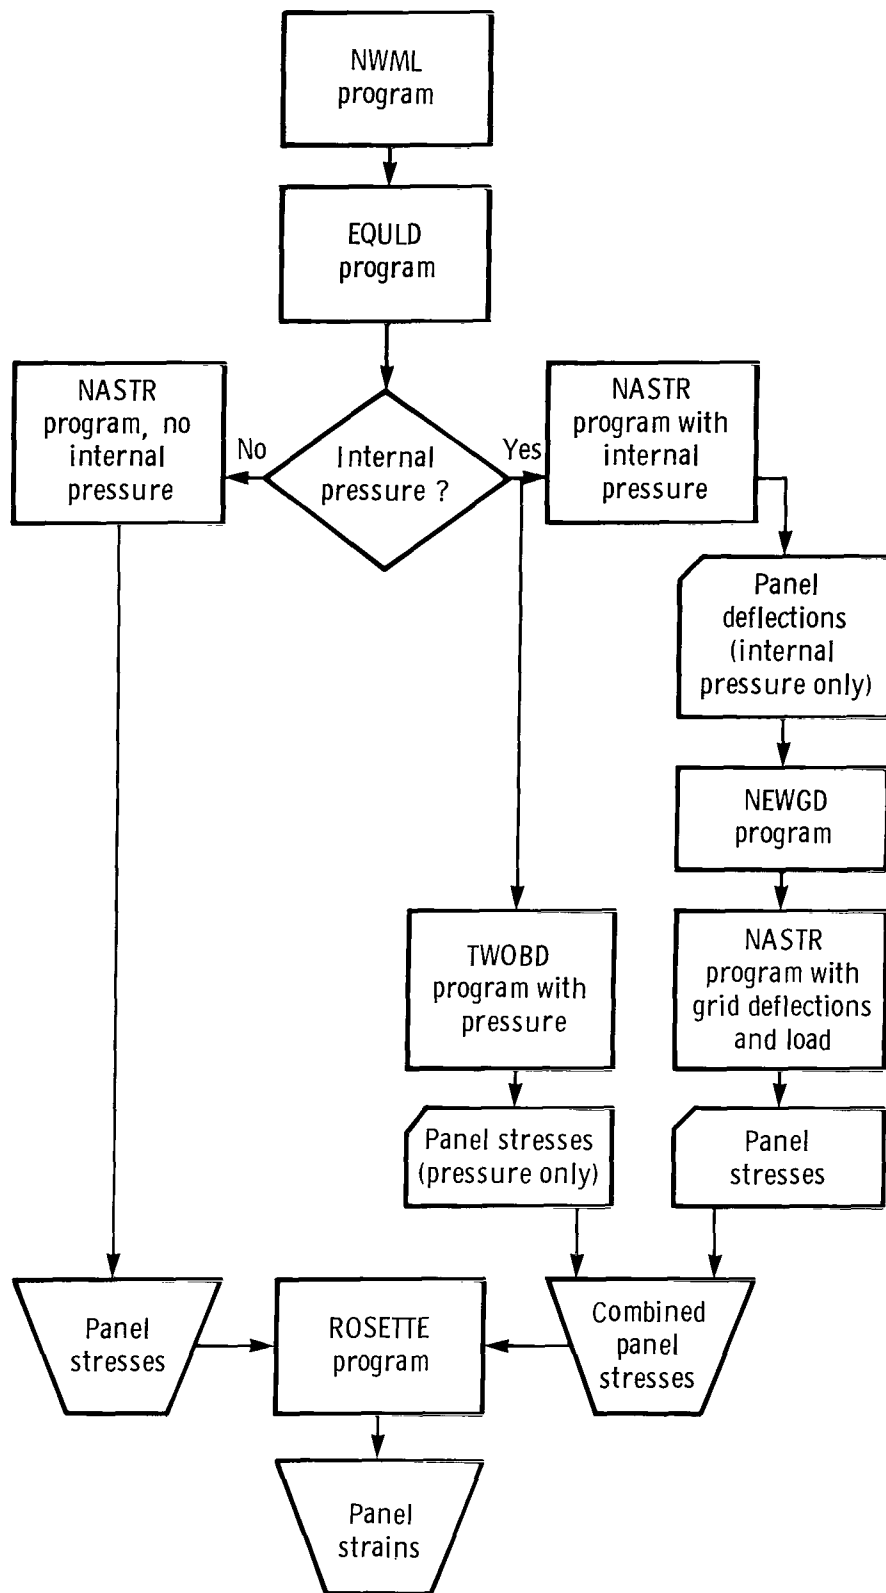 NWML
program
EQULD
program
NASTR
program, no
internal
pressure
No
Internal
pressure ?
Yes
NASTR
program with
internal
pressure
Panel
deflections
(internal
pressure only)
NEWGD
program
TWOBD
program with
pressure
NASTR
program with
grid deflections
and load
Panel stresses
(pressure only)
Panel
stresses
Panel
stresses
ROSETTE
program
Combined
panel
stresses
Panel
strains